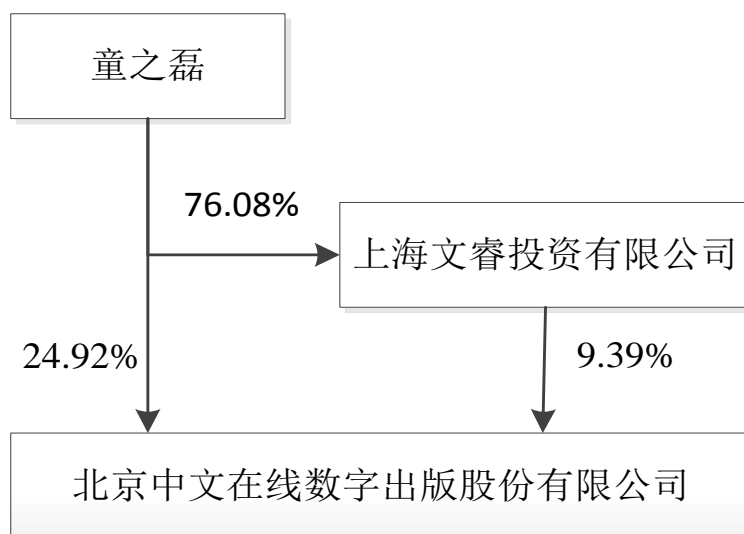 童之磊
76.08%
上海文睿投资有限公司
24.92%
9.39%
北京中文在线数字出版股份有限公司